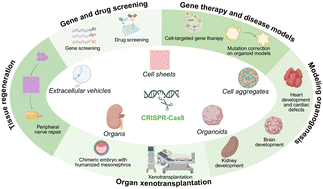 Gene and drug screening
Gene therapy and disease models
Gene screening
Drug screening
Cell-targeted gene therapy
Mutation correction
on organoid models
Tissue regeneration
Modeling organogenesis
Cell sheets
Extracellular vehicles
Cell aggregates
Heart
development
and cardiac
defects
CRISPR-Cas9
Peripheral
nerve repair
Organs
Organoids
Brain
development
Chimeric embryo with
humanized mesonephros
Xenotransplantation
Kidney
development
Organ xenotransplantation